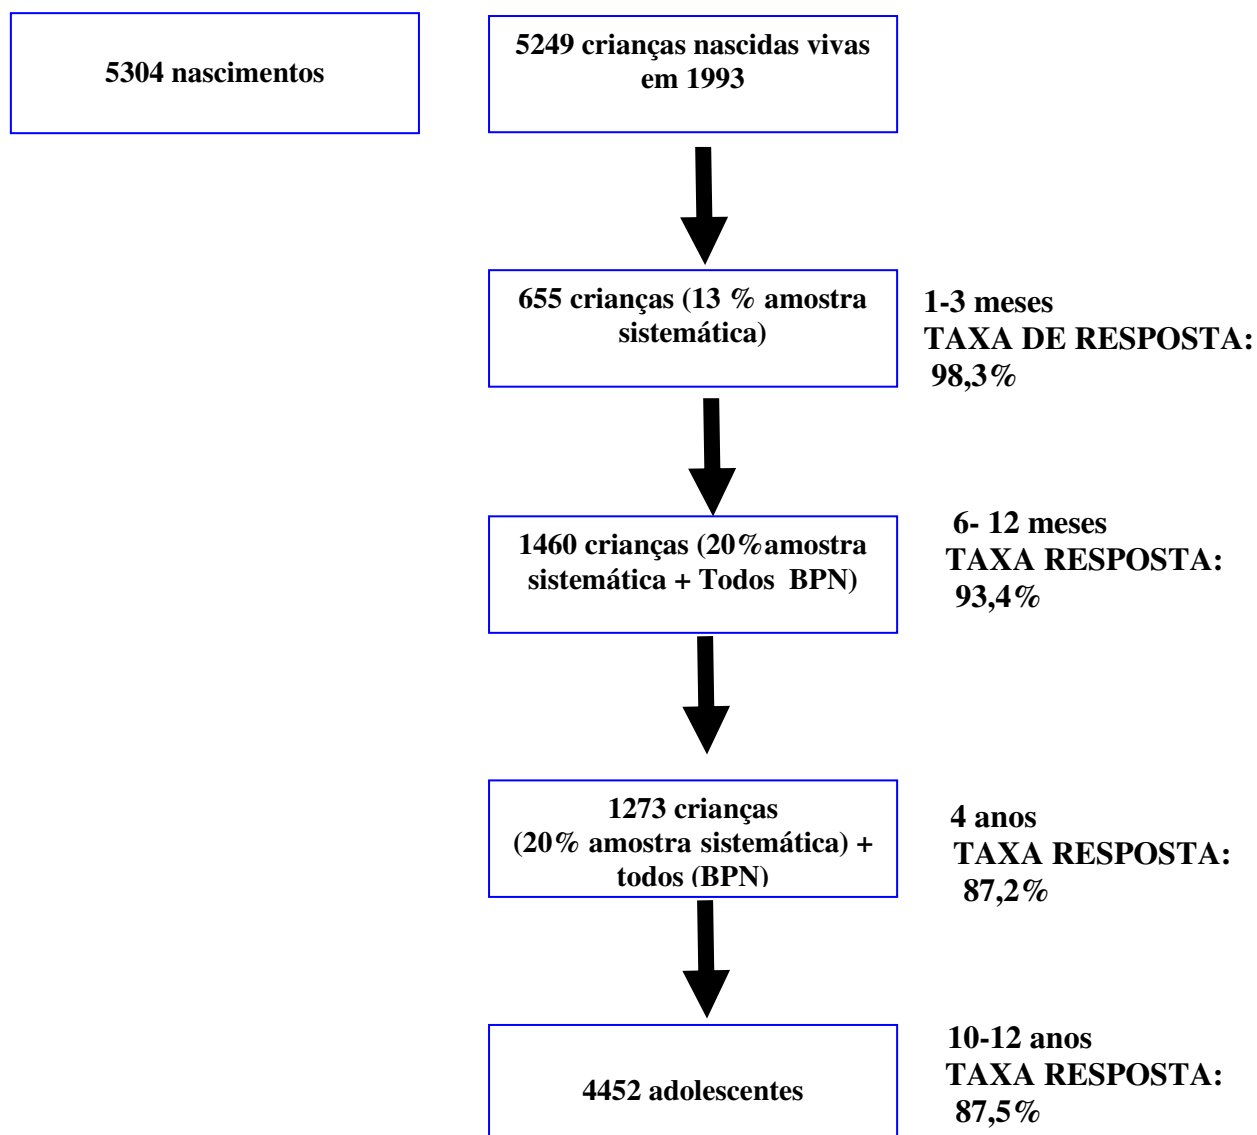 5304 nascimentos
5249 crianças nascidas vivas
em 1993
655 crianças (13 % amostra
sistemática)
1-3 meses
TAXA DE RESPOSTA:
98,3%
1460 crianças (20%amostra
sistemática + Todos BPN)
6- 12 meses
TAXA RESPOSTA:
93,4%
1273 crianças
(20% amostra sistemática) +
todos (BPN)
4 anos
TAXA RESPOSTA:
87,2%
4452 adolescentes
10-12 anos
TAXA RESPOSTA:
87,5%